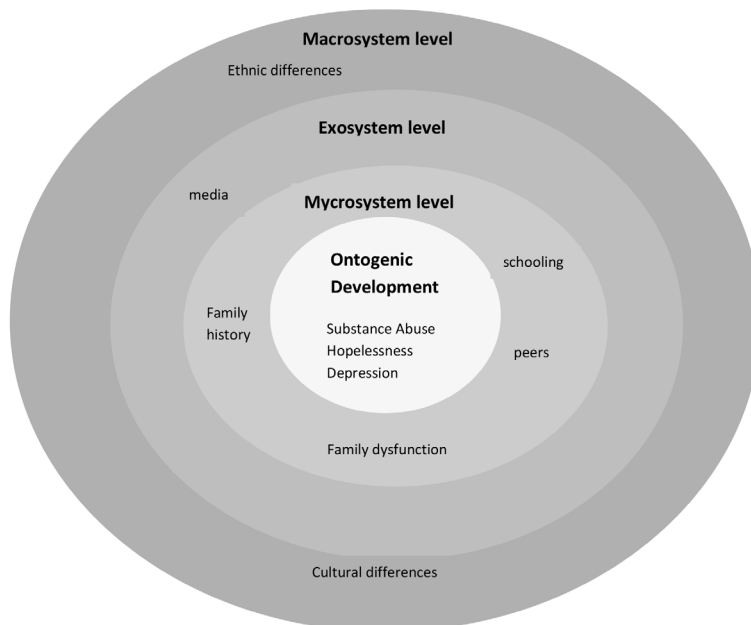 Macrosystem level
Ethnic differences
Exosystem level
media
Mycrosystem level
Ontogenic
Development
schooling
Family
history
Substance Abuse
Hopelessness
Depression
peers
Family dysfunction
Cultural differences